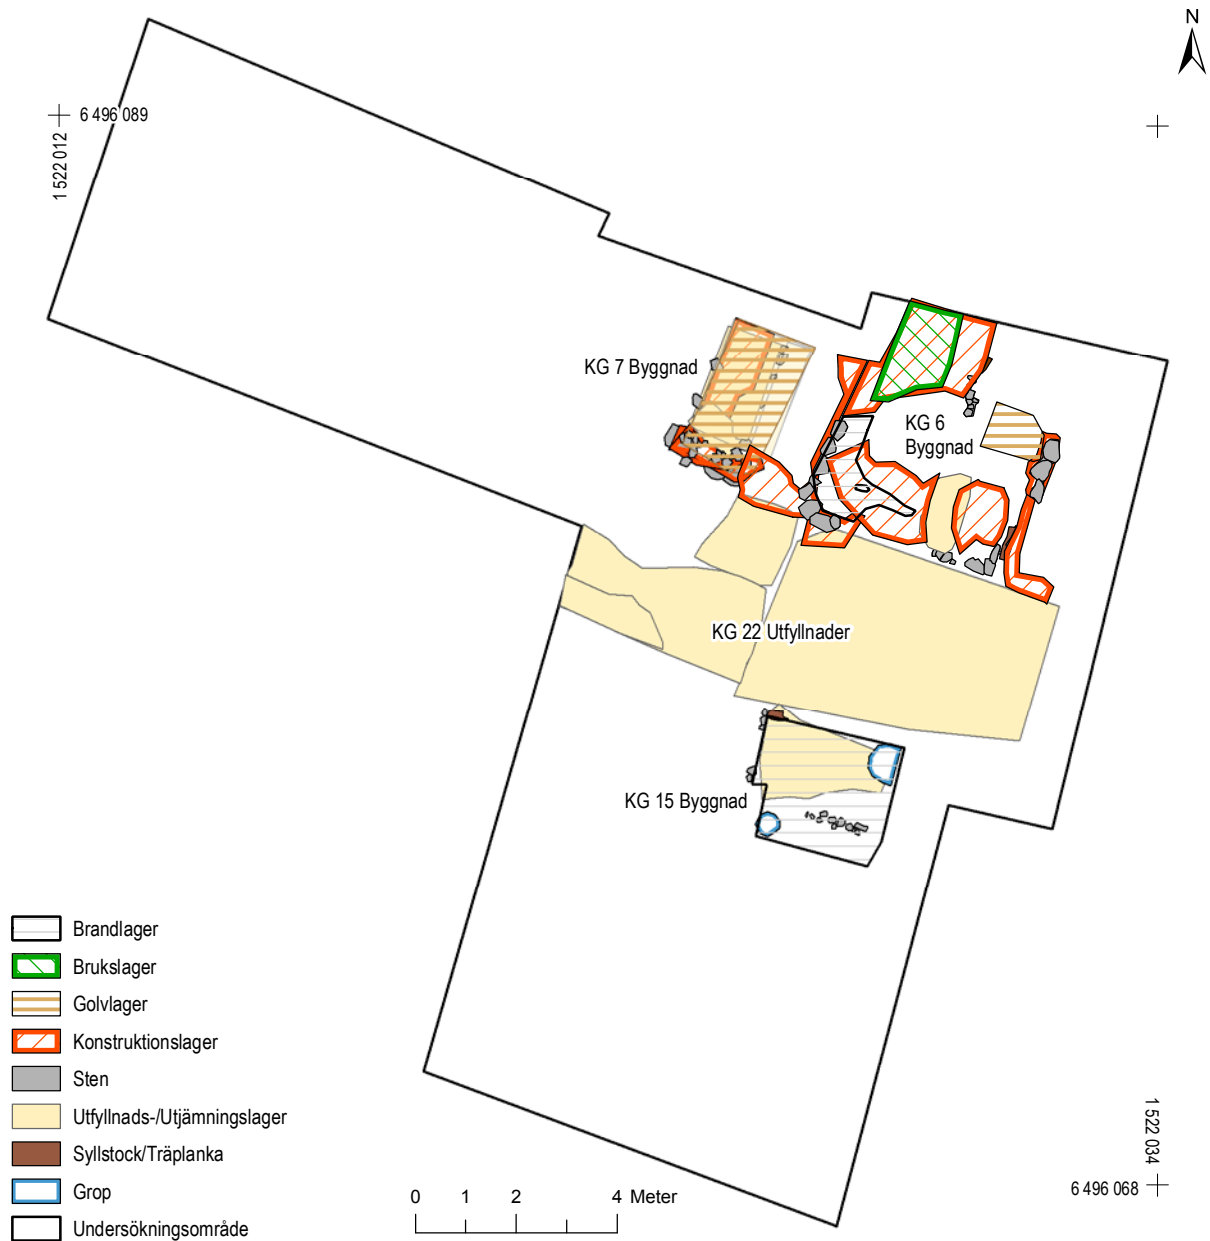 N
6 496 089
1 522 012
KG 7 Byggnad
KG 6
Byggnad
KG 22 Utfyllnader
KG 15 Byggnad
Brandlager
Brukslager
Golvlager
Konstruktionslager
Sten
Utfyllnads-/Utjämningslager
Syllstock/Träplanka
Grop
Undersökningsområde
0 1 2 4 Meter
1 522 034
6 496 068